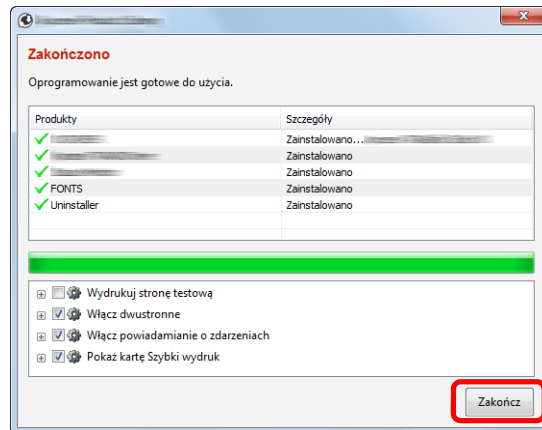 Zakończono
Oprogramowanie jest gotowe do użycia.
Produkty Szczegóły
Zainstalowano...
Zainstalowano
Zainstalowano
FONTS Zainstalowano
Uninstaller Zainstalowano
Wydrukuj stronę testową
Włącz dwustronne
Włącz powiadamianie o zdarzeniach
Pokaż kartę Szybki wydruk
Zakończ